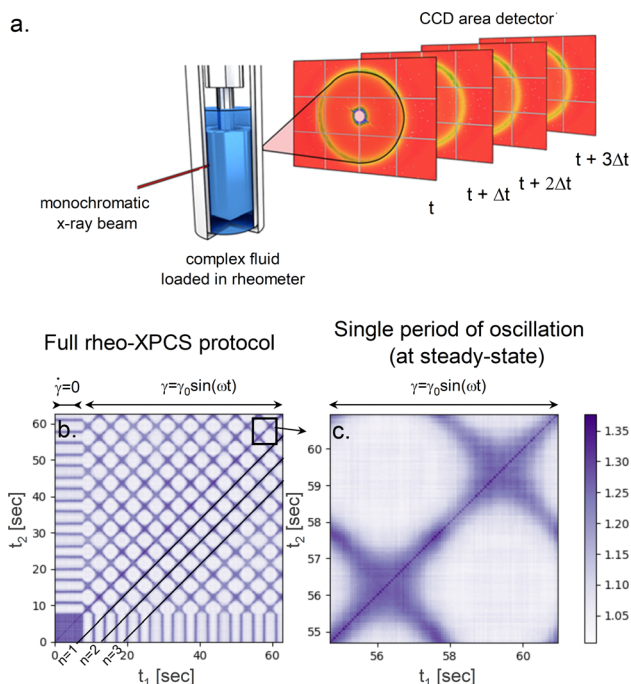 a.
CCD area detector
monochromatic
x-ray beam
complex fluid
loaded in rheometer
t
t + Δt
t + 2Δt
t + 3Δt
Full rheo-XPCS protocol
Single period of oscillation
(at steady-state)
γ̇=0
γ=γ₀sin(ωt)
γ=γ₀sin(ωt)
b.
60
50
40
30
20
10
0
t₂ [sec]
0
20
40
60
n=1
n=2
n=3
t₁ [sec]
c.
60
59
58
57
56
55
54
t₂ [sec]
56
58
60
t₁ [sec]
1.35
1.30
1.25
1.20
1.15
1.10
1.05